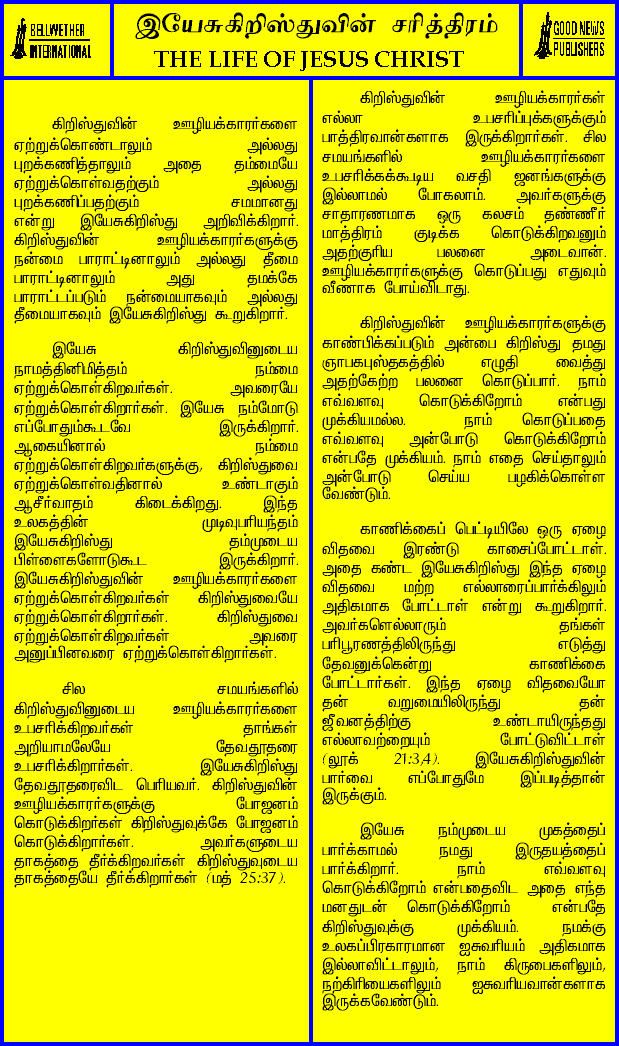 BELLWETHER
INTERNATIONAL
இயேசுகிறிஸ்துவின் சரித்திரம்
THE LIFE OF JESUS CHRIST
GOOD NEWS
PUBLISHERS
கிறிஸ்துவின் ஊழியக்காரர்களை
ஏற்றுக்கொண்டாலும் அல்லது
புறக்கணித்தாலும் அதை தம்மையே
ஏற்றுக்கொள்வதற்கும் அல்லது
புறக்கணிப்பதற்கும் சமமானது
என்று இயேசுகிறிஸ்து அறிவிக்கிறார்.
கிறிஸ்துவின் ஊழியக்காரர்களுக்கு
நன்மை பாராட்டினாலும் அல்லது தீமை
பாராட்டினாலும் அது தமக்கே
பாராட்டப்படும் நன்மையாகவும் அல்லது
தீமையாகவும் இயேசுகிறிஸ்து கூறுகிறார்.
இயேசு கிறிஸ்துவினுடைய
நாமத்தினிமித்தம் நம்மை
ஏற்றுக்கொள்கிறவர்கள். அவரையே
ஏற்றுக்கொள்கிறார்கள். இயேசு நம்மோடு
எப்போதும்கூடவே இருக்கிறார்.
ஆகையினால் நம்மை
ஏற்றுக்கொள்கிறவர்களுக்கு, கிறிஸ்துவை
ஏற்றுக்கொள்வதினால் உண்டாகும்
ஆசீர்வாதம் கிடைக்கிறது. இந்த
உலகத்தின் முடிவுபரியந்தம்
இயேசுகிறிஸ்து தம்முடைய
பிள்ளைகளோடுகூட இருக்கிறார்.
இயேசுகிறிஸ்துவின் ஊழியக்காரர்களை
ஏற்றுக்கொள்கிறவர்கள் கிறிஸ்துவையே
ஏற்றுக்கொள்கிறார்கள். கிறிஸ்துவை
ஏற்றுக்கொள்கிறவர்கள் அவரை
அனுப்பினவரை ஏற்றுக்கொள்கிறார்கள்.
சில சமயங்களில்
கிறிஸ்துவினுடைய ஊழியக்காரர்களை
உபசரிக்கிறவர்கள் தாங்கள்
அறியாமலேயே தேவதூதரை
உபசரிக்கிறார்கள். இயேசுகிறிஸ்து
தேவதூதரைவிட பெரியவர். கிறிஸ்துவின்
ஊழியக்காரர்களுக்கு போஜனம்
கொடுக்கிறர்கள் கிறிஸ்துவுக்கே போஜனம்
கொடுக்கிறார்கள். அவர்களுடைய
தாகத்தை தீர்க்கிறவர்கள் கிறிஸ்துவுடைய
தாகத்தையே தீர்க்கிறார்கள் (மத் 25:37).
கிறிஸ்துவின் ஊழியக்காரர்கள்
எல்லா உபசரிப்புக்களுக்கும்
பாத்திரவான்களாக இருக்கிறார்கள். சில
சமயங்களில் ஊழியக்காரர்களை
உபசரிக்கக்கூடிய வசதி ஜனங்களுக்கு
இல்லாமல் போகலாம். அவர்களுக்கு
சாதாரணமாக ஒரு கலசம் தண்ணீர்
மாத்திரம் குடிக்க கொடுக்கிறவனும்
அதற்குரிய பலனை அடைவான்.
ஊழியக்காரர்களுக்கு கொடுப்பது எதுவும்
வீணாக போய்விடாது.
கிறிஸ்துவின் ஊழியக்காரர்களுக்கு
காண்பிக்கப்படும் அன்பை கிறிஸ்து தமது
ஞாபகபுஸ்தகத்தில் எழுதி வைத்து
அதற்கேற்ற பலனை கொடுப்பார். நாம்
எவ்வளவு கொடுக்கிறோம் என்பது
முக்கியமல்ல. நாம் கொடுப்பதை
எவ்வளவு அன்போடு கொடுக்கிறோம்
என்பதே முக்கியம். நாம் எதை செய்தாலும்
அன்போடு செய்ய பழகிக்கொள்ள
வேண்டும்.
காணிக்கைப் பெட்டியிலே ஒரு ஏழை
விதவை இரண்டு காசைப்போட்டாள்.
அதை கண்ட இயேசுகிறிஸ்து இந்த ஏழை
விதவை மற்ற எல்லாரைப்பார்க்கிலும்
அதிகமாக போட்டாள் என்று கூறுகிறார்.
அவர்களெல்லாரும் தங்கள்
பரிபூரணத்திலிருந்து எடுத்து
தேவனுக்கென்று காணிக்கை
போட்டார்கள். இந்த ஏழை விதவையோ
தன் வறுமையிலிருந்து தன்
ஜீவனத்திற்கு உண்டாயிருந்தது
எல்லாவற்றையும் போட்டுவிட்டாள்
(லூக் 21:3,4). இயேசுகிறிஸ்துவின்
பார்வை எப்போதுமே இப்படித்தான்
இருக்கும்.
இயேசு நம்முடைய முகத்தைப்
பார்க்காமல் நமது இருதயத்தைப்
பார்க்கிறார். நாம் எவ்வளவு
கொடுக்கிறோம் என்பதைவிட அதை எந்த
மனதுடன் கொடுக்கிறோம் என்பதே
கிறிஸ்துவுக்கு முக்கியம். நமக்கு
உலகப்பிரகாரமான ஐசுவரியம் அதிகமாக
இல்லாவிட்டாலும், நாம் கிருபைகளிலும்,
நற்கிரியைகளிலும் ஐசுவரியவான்களாக
இருக்கவேண்டும்.